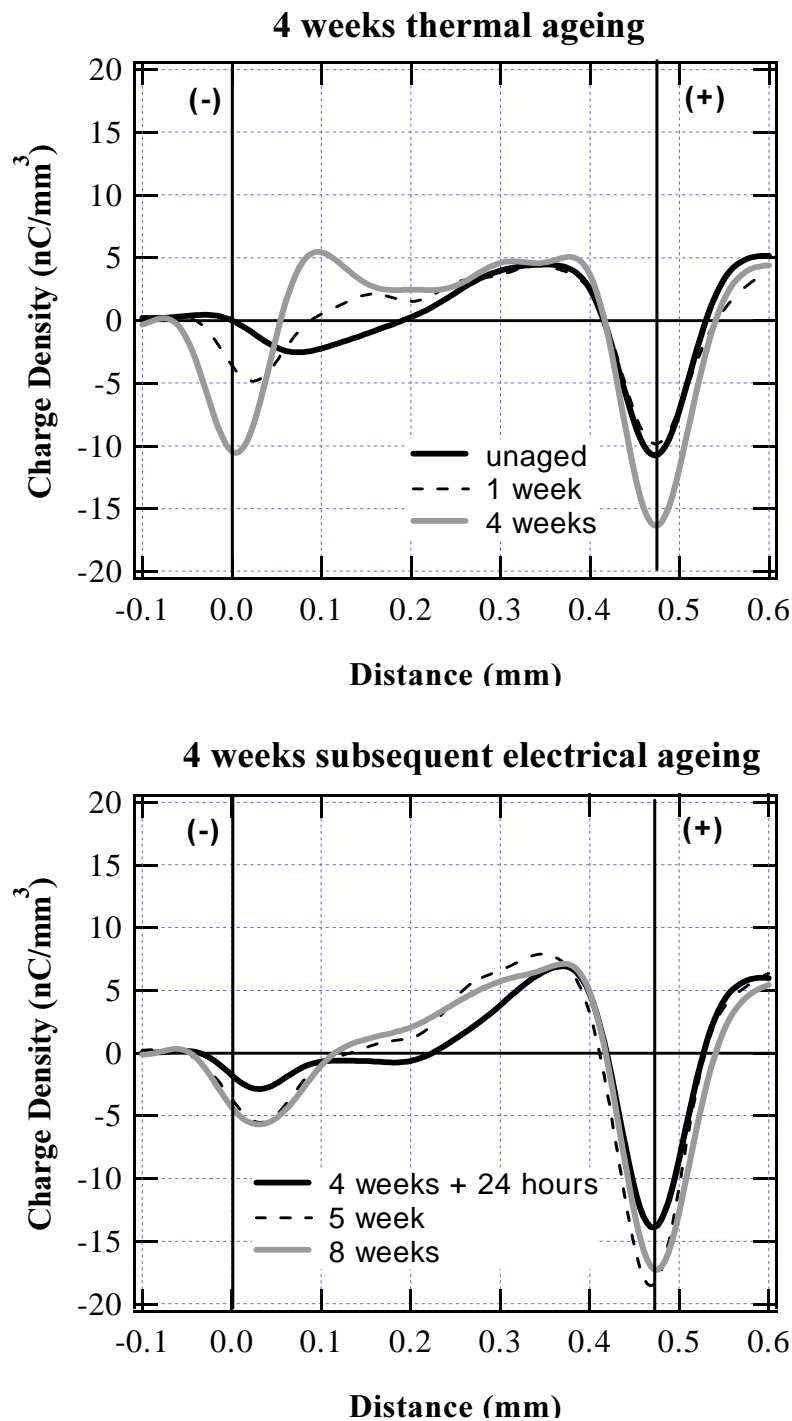 4 weeks thermal ageing
20
15
10
5
0
-5
-10
-15
-20
Charge Density (nC/mm³)
(-)
(+)
unaged
1 week
4 weeks
-0.1 0.0 0.1 0.2 0.3 0.4 0.5 0.6
Distance (mm)
4 weeks subsequent electrical ageing
20
15
10
5
0
-5
-10
-15
-20
Charge Density (nC/mm³)
(-)
(+)
4 weeks + 24 hours
5 week
8 weeks
-0.1 0.0 0.1 0.2 0.3 0.4 0.5 0.6
Distance (mm)